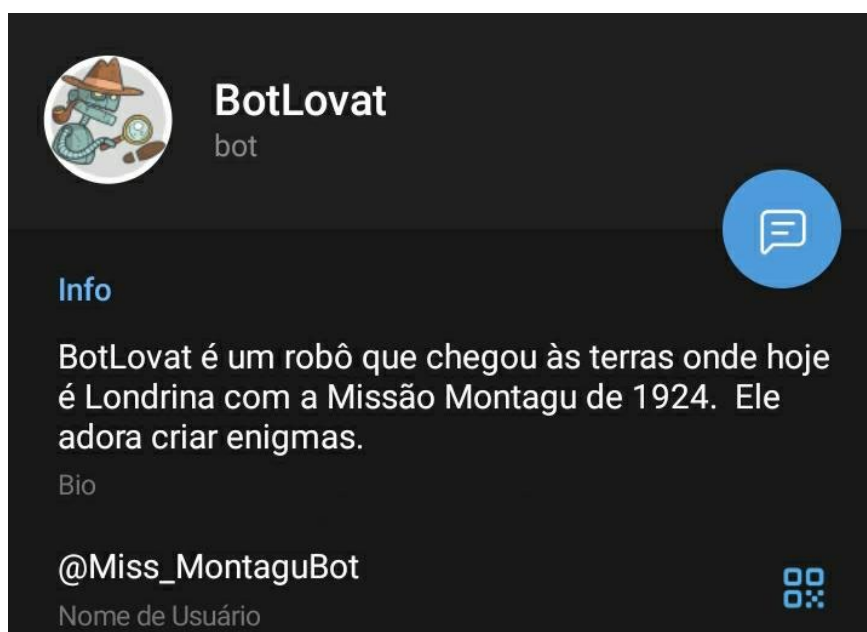 BotLovat
bot
Info
BotLovat é um robô que chegou às terras onde hoje
é Londrina com a Missão Montagu de 1924.  Ele
adora criar enigmas.
Bio
@Miss_MontaguBot
Nome de Usuário